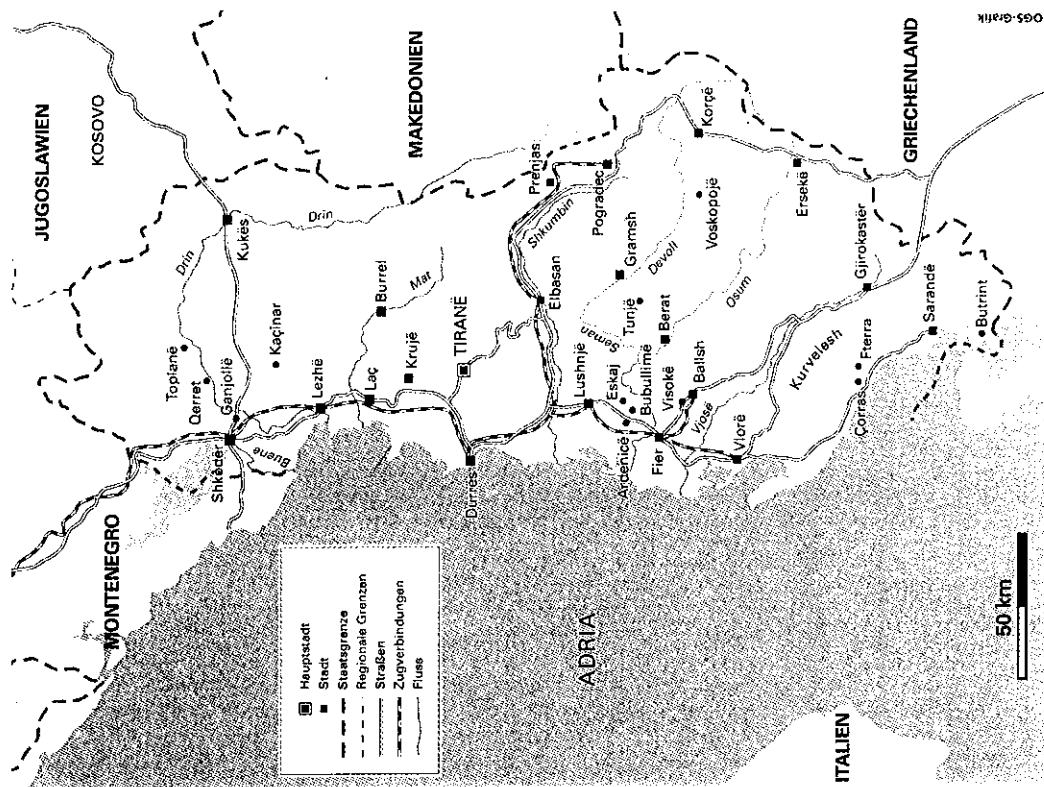 JUGOSLAWIEN
KOSOVO
MONTENEGRO
MAKEDONIEN
GRIECHENLAND
ITALIEN
ADRIA
Drin
Drin
Kukës
Toplanë
Qerret
Ganjollë
Kaçinar
Shkodër
Buene
Lezhë
Laç
Burrel
Mat
Krujë
TIRANË
Durrës
Elbasan
Prenjas
Shkumbin
Pogradec
Gramsh
Devoll
Korçë
Voskopojë
Ersekë
Lushnjë
Eskaj
Bubullimë
Ardenicë
Tunjë
Seman
Berat
Osum
Visokë
Ballsh
Fier
Vjosë
Vlorë
Gjirokastër
Kurvelesh
Fterra
Çorras
Sarandë
Butrint
Hauptstadt
Stadt
Staatsgrenze
Regionale Grenzen
Straßen
Zugverbindungen
Fluss
50 km
OGS-Grafik